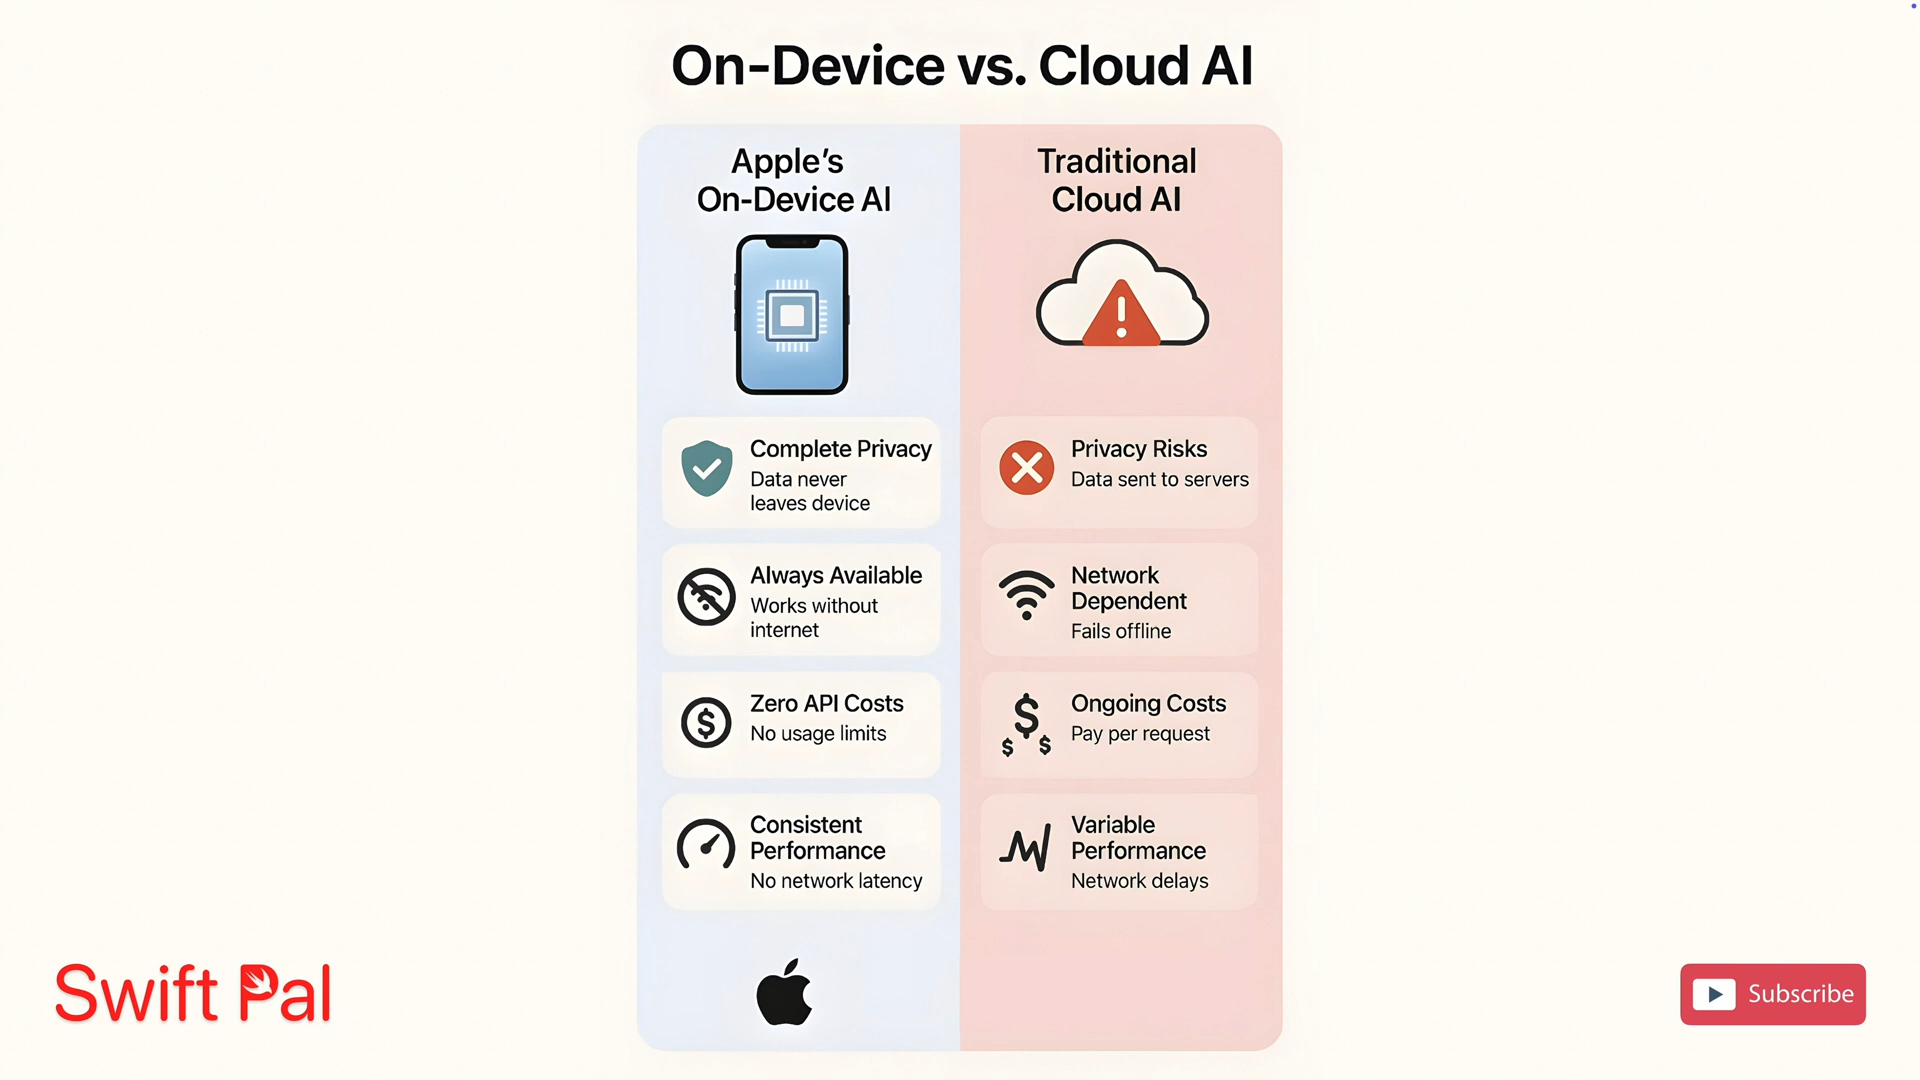 On-Device vs. Cloud AI
Apple's
On-Device AI
Complete Privacy
Data never
leaves device
Always Available
Works without
internet
Zero API Costs
No usage limits
Consistent
Performance
No network latency
Traditional
Cloud AI
Privacy Risks
Data sent to servers
Network
Dependent
Fails offline
Ongoing Costs
Pay per request
Variable
Performance
Network delays
Swift Pal
Subscribe